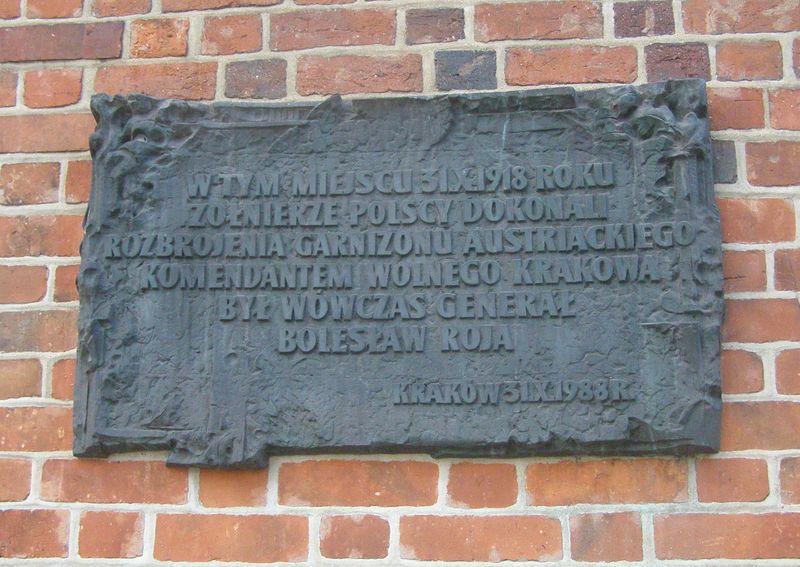 W TYM MIEJSCU 31.X.1918 ROKU
ŻOŁNIERZE POLSCY DOKONALI
ROZBROJENIA GARNIZONU AUSTRIACKIEGO
KOMENDANTEM WOLNEGO KRAKOWA
BYŁ WÓWCZAS GENERAŁ
BOLESŁAW ROJA
KRAKÓW 31.X.1988 R.